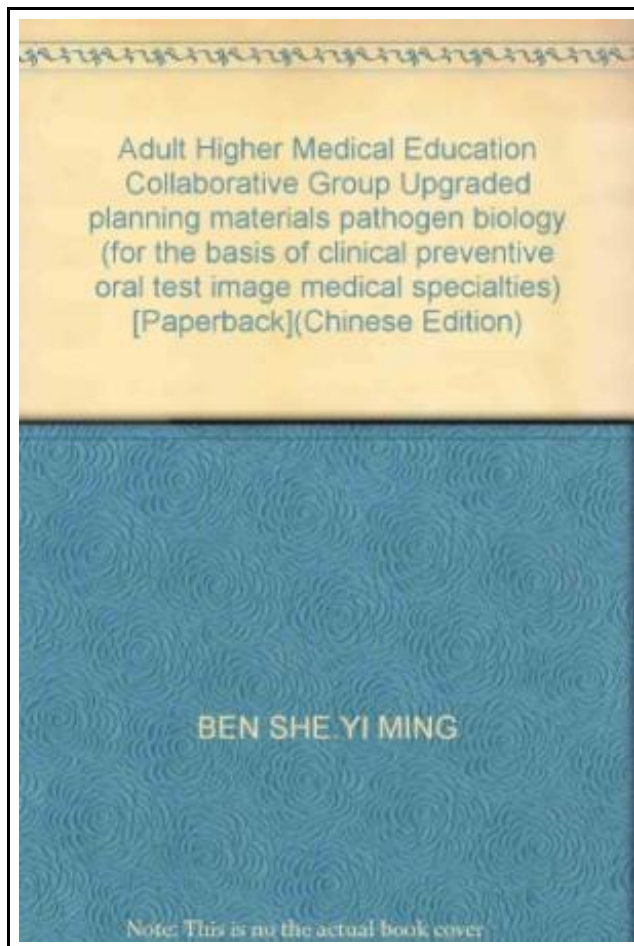 Adult Higher Medical Education
Collaborative Group Upgraded
planning materials pathogen biology
(for the basis of clinical preventive
oral test image medical specialties)
[Paperback](Chinese Edition)
BEN SHE.YI MING
Note: This is no the actual book cover